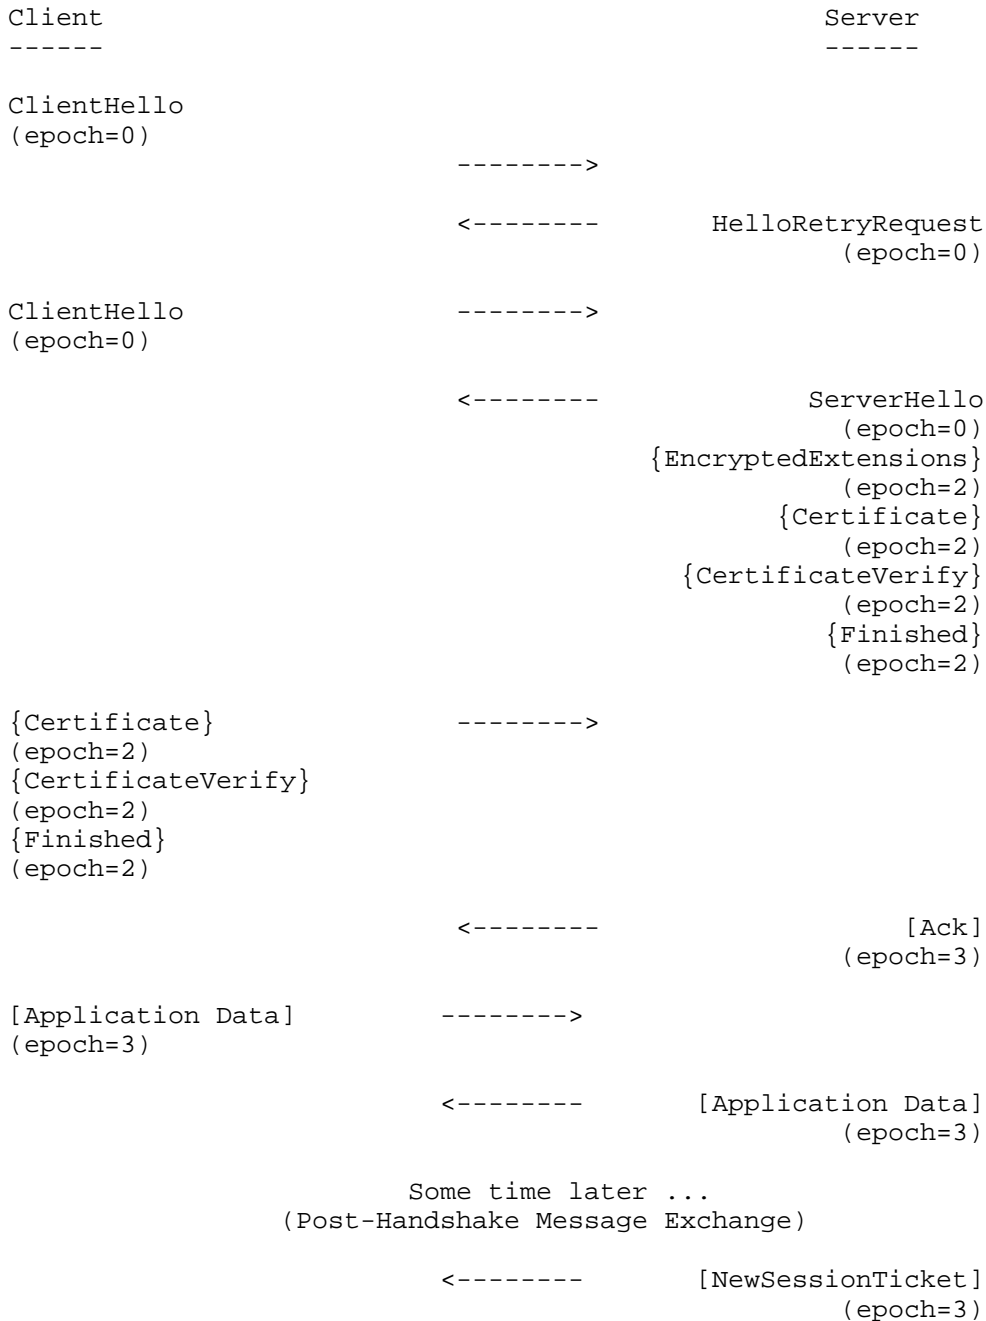 Client                                             Server
------                                             ------
ClientHello
(epoch=0)
                            -------->
                            <--------       HelloRetryRequest
                                                    (epoch=0)
ClientHello                 -------->
(epoch=0)
                            <--------             ServerHello
                                                    (epoch=0)
                                        {EncryptedExtensions}
                                                    (epoch=2)
                                                {Certificate}
                                                    (epoch=2)
                                          {CertificateVerify}
                                                    (epoch=2)
                                                   {Finished}
                                                    (epoch=2)
{Certificate}               -------->
(epoch=2)
{CertificateVerify}
(epoch=2)
{Finished}
(epoch=2)
                            <--------                   [Ack]
                                                    (epoch=3)
[Application Data]         -------->
(epoch=3)
                           <--------       [Application Data]
                                                    (epoch=3)
                         Some time later ...
                 (Post-Handshake Message Exchange)
                           <--------       [NewSessionTicket]
                                                    (epoch=3)